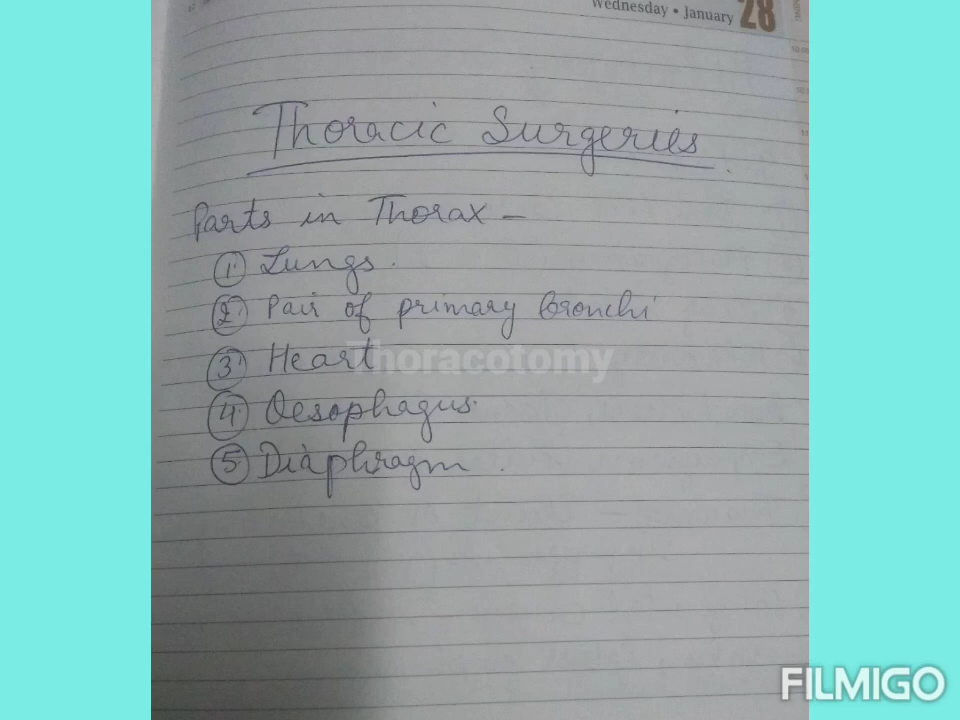 Wednesday • January 28
Thoracic Surgeries.
Parts in Thorax -
① Lungs.
② Pair of primary bronchi
③ Heart
Thoracotomy
④ Oesophagus.
⑤ Diaphragm.
FILMIGO